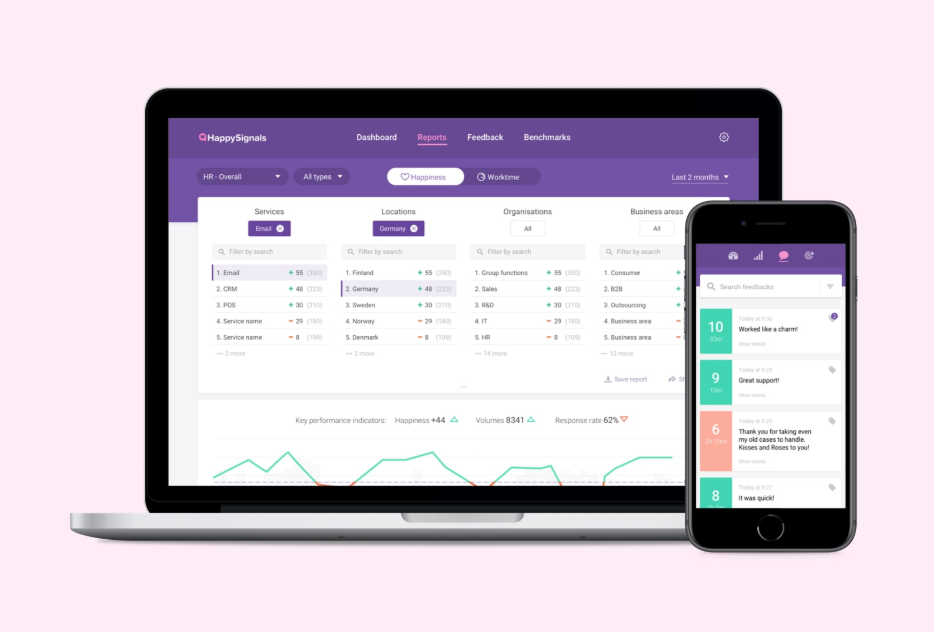 HappySignals
Dashboard Reports Feedback Benchmarks
HR - Overall All types Happiness Worktime Last 2 months
Services Locations Organisations Business areas
Email Germany All All
Filter by search Filter by search Filter by search Filter by search
1. Email + 55 (350) 1. Finland + 55 (350) 1. Group functions + 55 (350) 1. Consumer +
2. CRM + 48 (223) 2. Germany + 48 (223) 2. Sales + 48 (223) 2. B2B +
3. POS + 30 (210) 3. Sweden + 30 (210) 3. R&D + 30 (210) 3. Outsourcing +
4. Service name − 29 (180) 4. Norway − 29 (180) 4. IT − 29 (180) 4. Business area −
5. Service name − 8 (109) 5. Denmark − 8 (109) 5. HR − 8 (109) 5. Business area −
••• 2 more ••• 2 more ••• 14 more ••• 12 more
Save report
Key performance indicators: Happiness +44 Volumes 8341 Response rate 62%
Search feedbacks
10
30m
Today at 9:30
Worked like a charm!
Show details
9
10m
Today at 9:29
Great support!
Show details
6
2h 10m
Today at 9:29
Thank you for taking even
my old cases to handle.
Kisses and Roses to you!
Show details
8
Today at 9:27
It was quick!